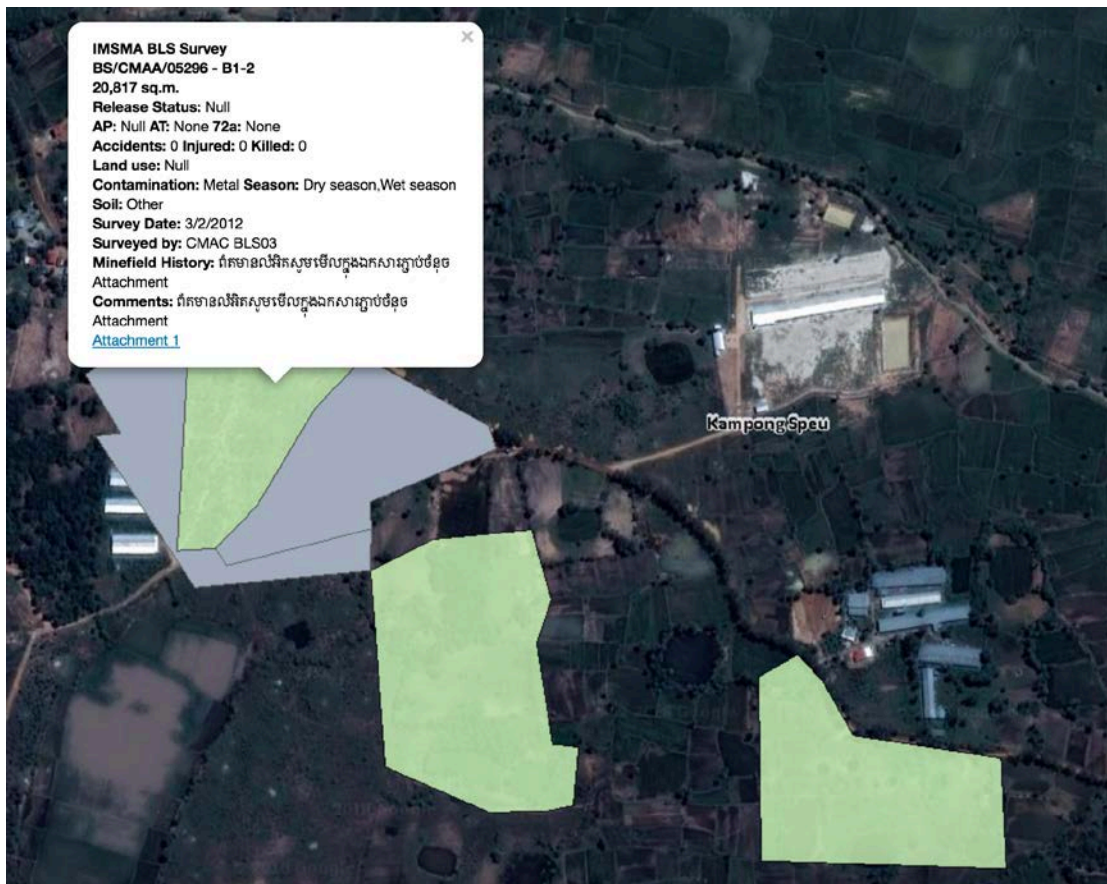 IMSMA BLS Survey
BS/CMAA/05296 - B1-2
20,817 sq.m.
Release Status: Null
AP: Null AT: None 72a: None
Accidents: 0 Injured: 0 Killed: 0
Land use: Null
Contamination: Metal Season: Dry season,Wet season
Soil: Other
Survey Date: 3/2/2012
Surveyed by: CMAC BLS03
Minefield History: ព័តមានលំអិតសូមមើលក្នុងឯកសារភ្ជាប់ចំនុច
Attachment
Comments: ព័តមានលំអិតសូមមើលក្នុងឯកសារភ្ជាប់ចំនុច
Attachment
Attachment 1
Kampong Speu